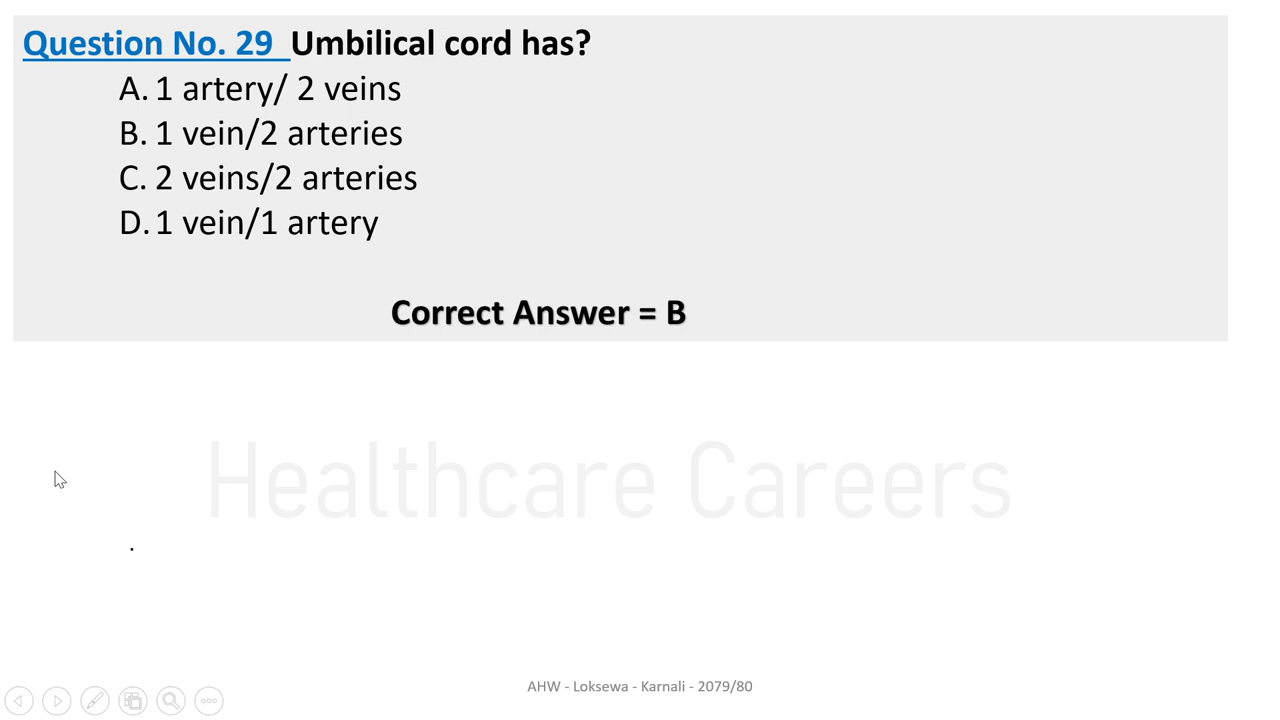 Question No. 29 Umbilical cord has?
A. 1 artery/ 2 veins
B. 1 vein/2 arteries
C. 2 veins/2 arteries
D. 1 vein/1 artery
Correct Answer = B
Healthcare Careers
.
AHW - Loksewa - Karnali - 2079/80